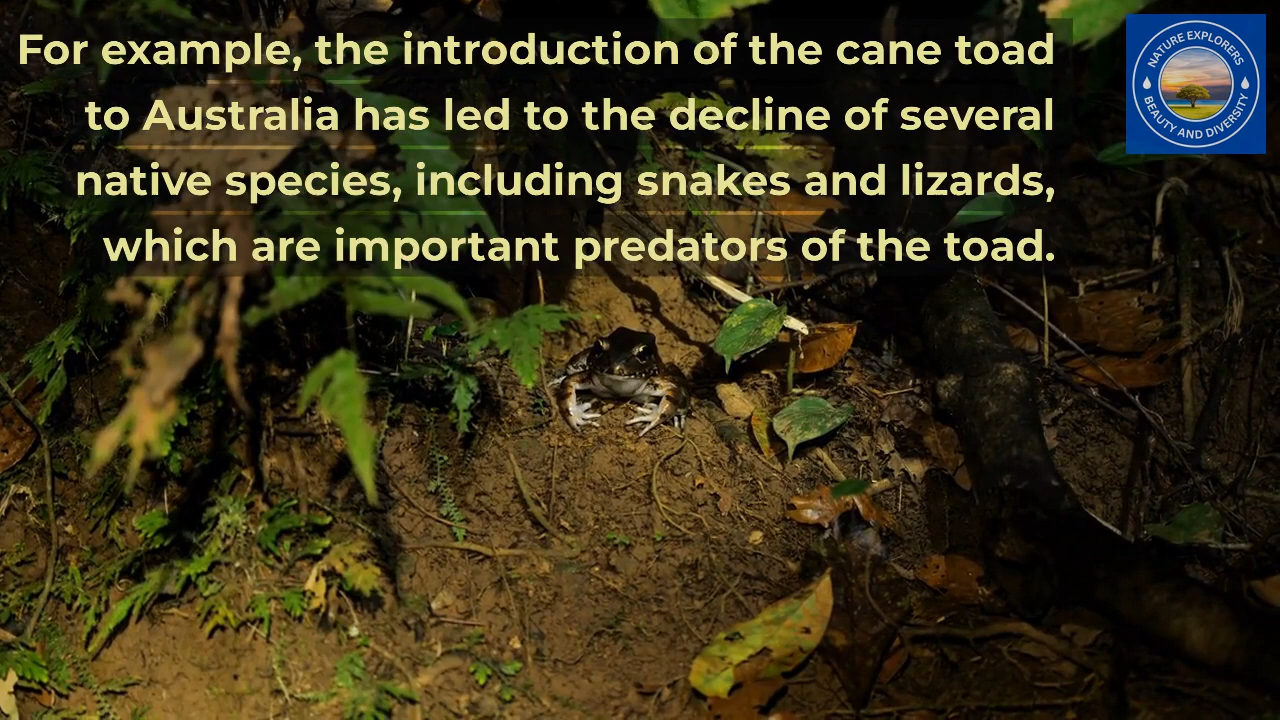 For example, the introduction of the cane toad
to Australia has led to the decline of several
native species, including snakes and lizards,
which are important predators of the toad.
NATURE EXPLORERS
BEAUTY AND DIVERSITY